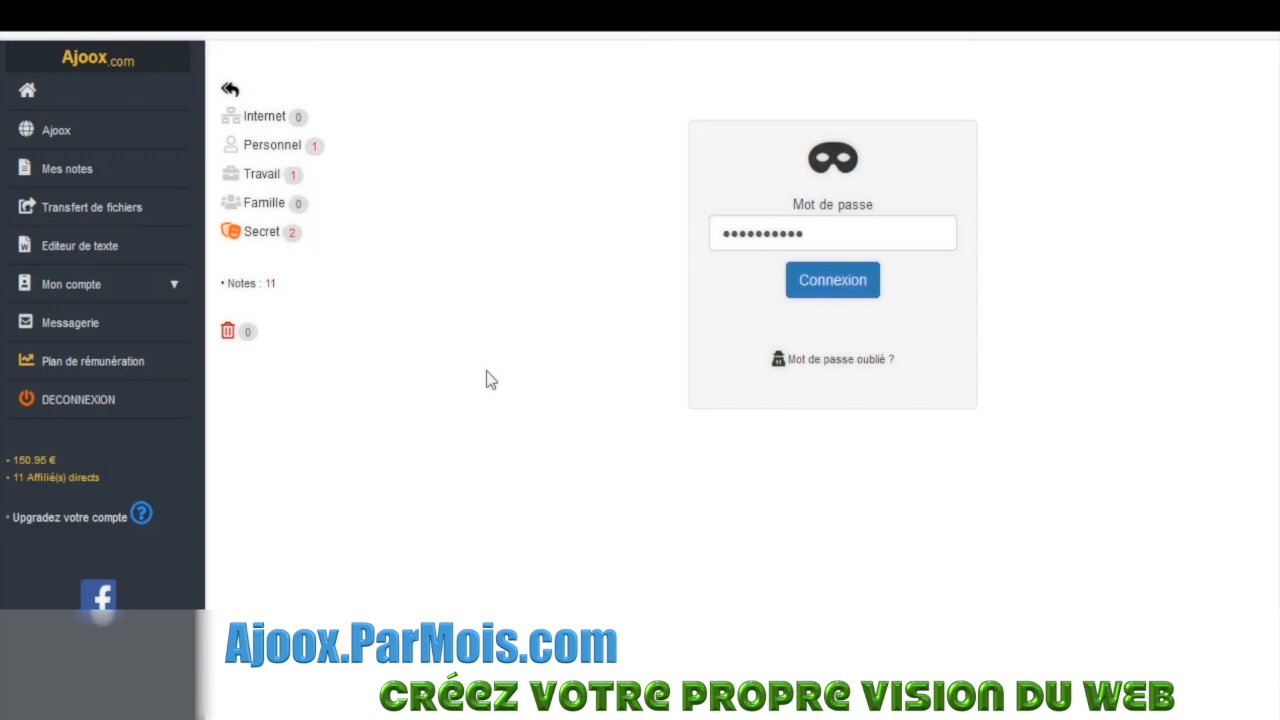 Ajoox.com
Ajoox
Mes notes
Transfert de fichiers
Editeur de texte
Mon compte ▼
Messagerie
Plan de rémunération
DECONNEXION
• 150.95 €
• 11 Affilié(s) directs
• Upgradez votre compte ?
f
Internet 0
Personnel 1
Travail 1
Famille 0
Secret 2
• Notes : 11
0
Mot de passe
••••••••••
Connexion
Mot de passe oublié ?
Ajoox.ParMois.com
CRÉEZ VOTRE PROPRE VISION DU WEB